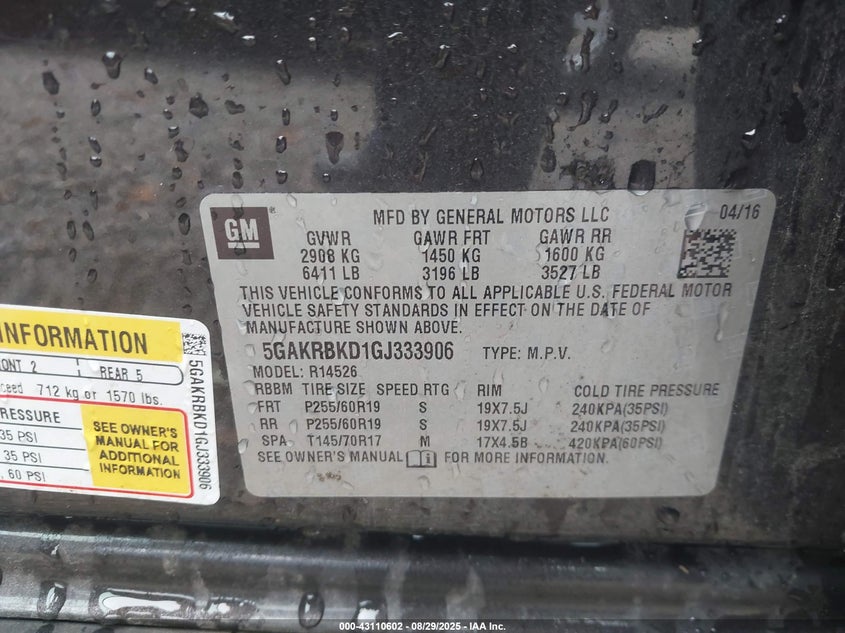 GM
MFD BY GENERAL MOTORS LLC
04/16
GVWR GAWR FRT GAWR RR
2908 KG 1450 KG 1600 KG
6411 LB 3196 LB 3527 LB
THIS VEHICLE CONFORMS TO ALL APPLICABLE U.S. FEDERAL MOTOR
VEHICLE SAFETY STANDARDS IN EFFECT ON THE DATE OF
MANUFACTURE SHOWN ABOVE.
5GAKRBKD1GJ333906 TYPE: M.P.V.
MODEL: R14526
RBBM TIRE SIZE SPEED RTG RIM COLD TIRE PRESSURE
FRT P255/60R19 S 19X7.5J 240KPA(35PSI)
RR P255/60R19 S 19X7.5J 240KPA(35PSI)
SPA T145/70R17 M 17X4.5B 420KPA(60PSI)
SEE OWNER'S MANUAL FOR MORE INFORMATION.
INFORMATION
2 REAR 5
712 kg or 1570 lbs.
PRESSURE
35 PSI
35 PSI
60 PSI
SEE OWNER'S
MANUAL FOR
ADDITIONAL
INFORMATION
5GAKRBKD1GJ333906
000-43110602 - 08/29/2025 - IAA Inc.